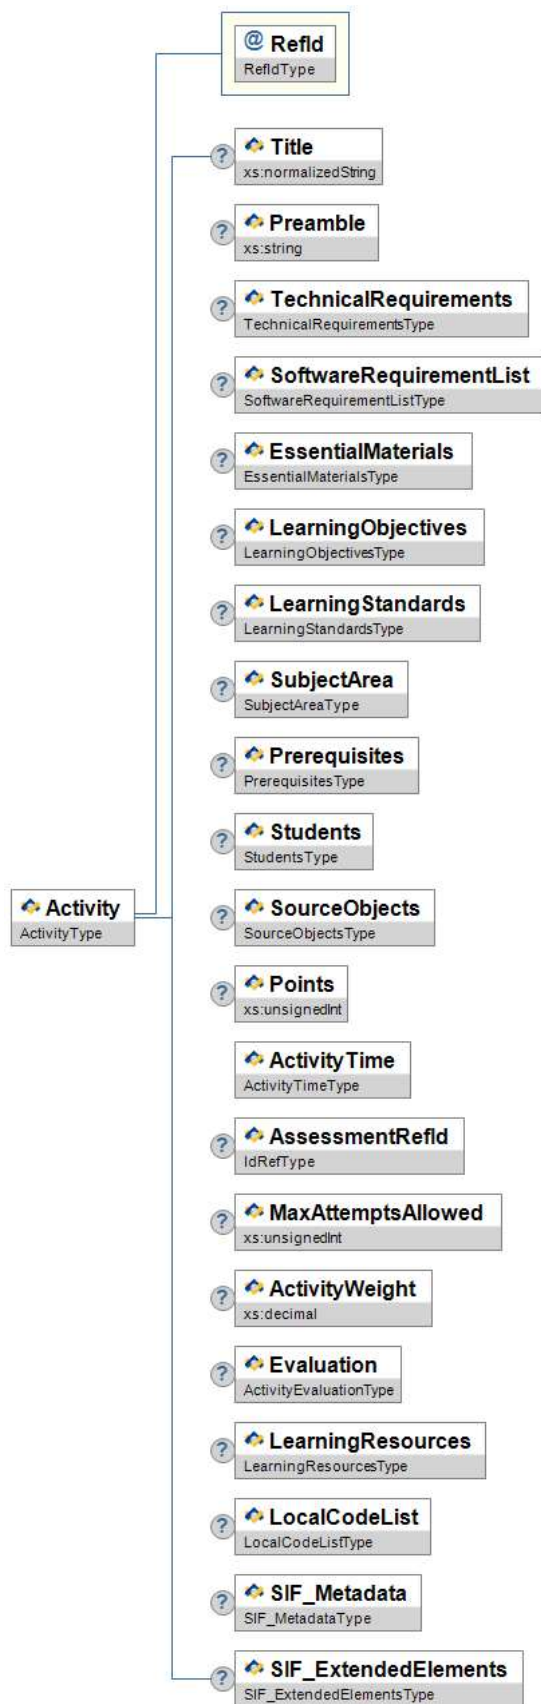 @ RefId
RefIdType
? Title
xs:normalizedString
? Preamble
xs:string
? TechnicalRequirements
TechnicalRequirementsType
? SoftwareRequirementList
SoftwareRequirementListType
? EssentialMaterials
EssentialMaterialsType
? LearningObjectives
LearningObjectivesType
? LearningStandards
LearningStandardsType
? SubjectArea
SubjectAreaType
? Prerequisites
PrerequisitesType
? Students
StudentsType
Activity
ActivityType
? SourceObjects
SourceObjectsType
? Points
xs:unsignedInt
ActivityTime
ActivityTimeType
? AssessmentRefId
IdRefType
? MaxAttemptsAllowed
xs:unsignedInt
? ActivityWeight
xs:decimal
? Evaluation
ActivityEvaluationType
? LearningResources
LearningResourcesType
? LocalCodeList
LocalCodeListType
? SIF_Metadata
SIF_MetadataType
? SIF_ExtendedElements
SIF_ExtendedElementsType